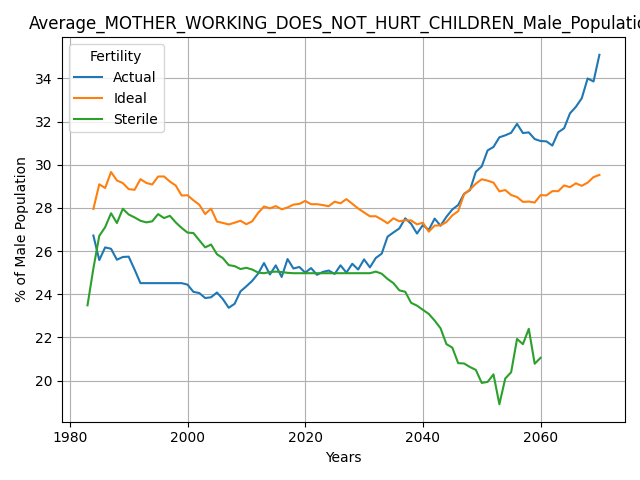 Average_MOTHER_WORKING_DOES_NOT_HURT_CHILDREN_Male_Populatio
Fertility
Actual
Ideal
Sterile
% of Male Population
34
32
30
28
26
24
22
20
1980 2000 2020 2040 2060
Years